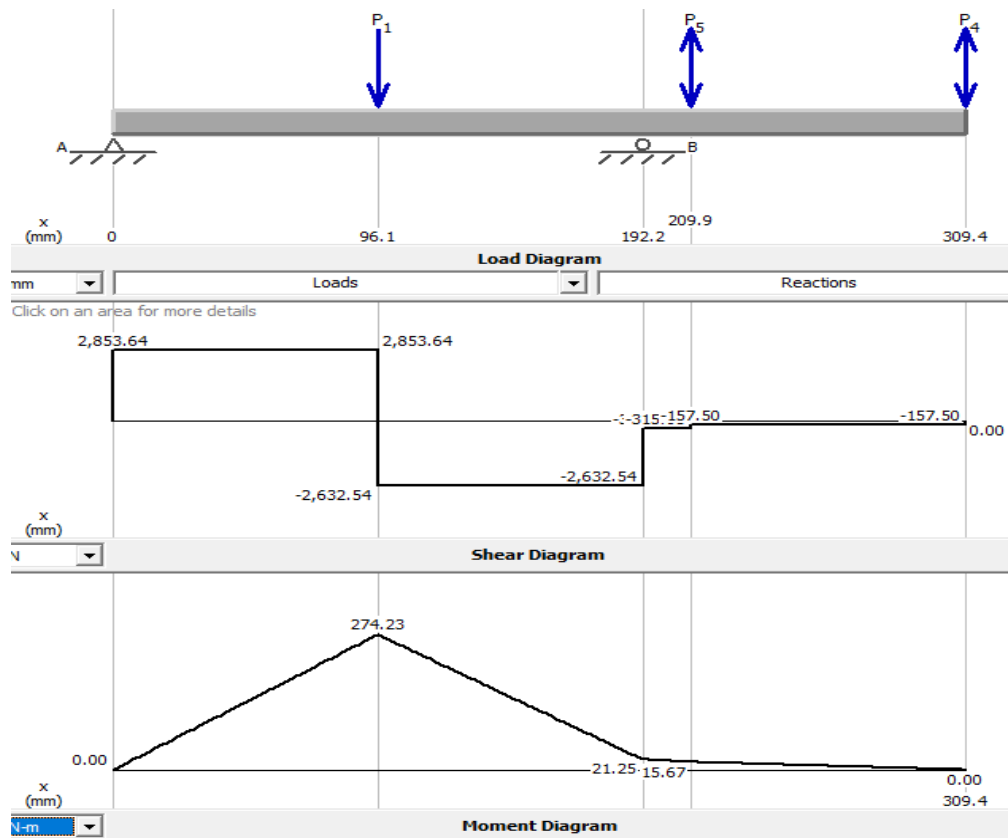 P1 P5 P4
A B
x
(mm) 0 96.1 192.2 209.9 309.4
Load Diagram
mm Loads Reactions
Click on an area for more details
2,853.64 2,853.64
-157.50 -157.50
0.00
-2,632.54 -2,632.54
x
(mm)
N Shear Diagram
274.23
0.00 21.25 15.67 0.00
x
(mm) 309.4
N-m Moment Diagram